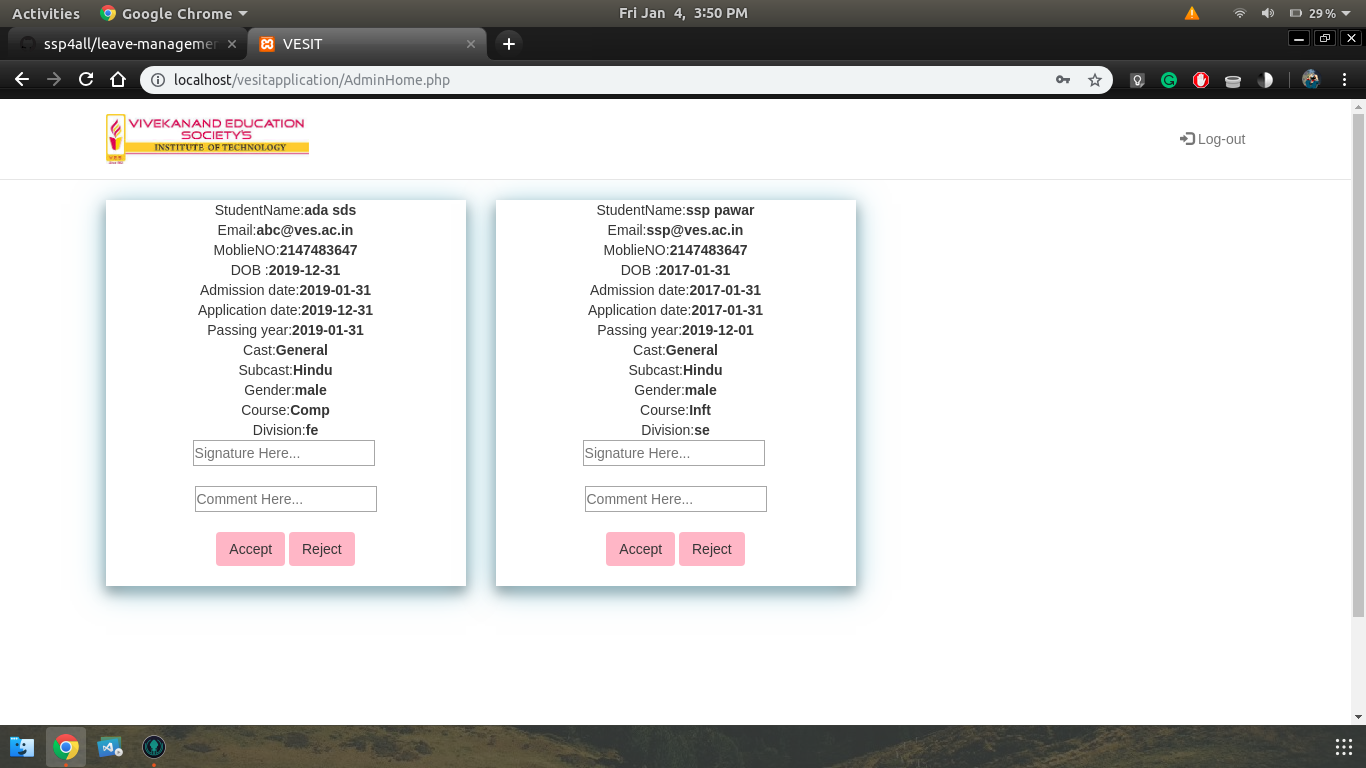 Activities
Google Chrome
Fri Jan 4, 3:50 PM
29 %
ssp4all/leave-managemen
VESIT
localhost/vesitapplication/AdminHome.php
VIVEKANAND EDUCATION
SOCIETY'S
INSTITUTE OF TECHNOLOGY
V E S
Log-out
StudentName:ada sds
Email:abc@ves.ac.in
MoblieNO:2147483647
DOB :2019-12-31
Admission date:2019-01-31
Application date:2019-12-31
Passing year:2019-01-31
Cast:General
Subcast:Hindu
Gender:male
Course:Comp
Division:fe
Signature Here...
Comment Here...
Accept
Reject
StudentName:ssp pawar
Email:ssp@ves.ac.in
MoblieNO:2147483647
DOB :2017-01-31
Admission date:2017-01-31
Application date:2017-01-31
Passing year:2019-12-01
Cast:General
Subcast:Hindu
Gender:male
Course:Inft
Division:se
Signature Here...
Comment Here...
Accept
Reject